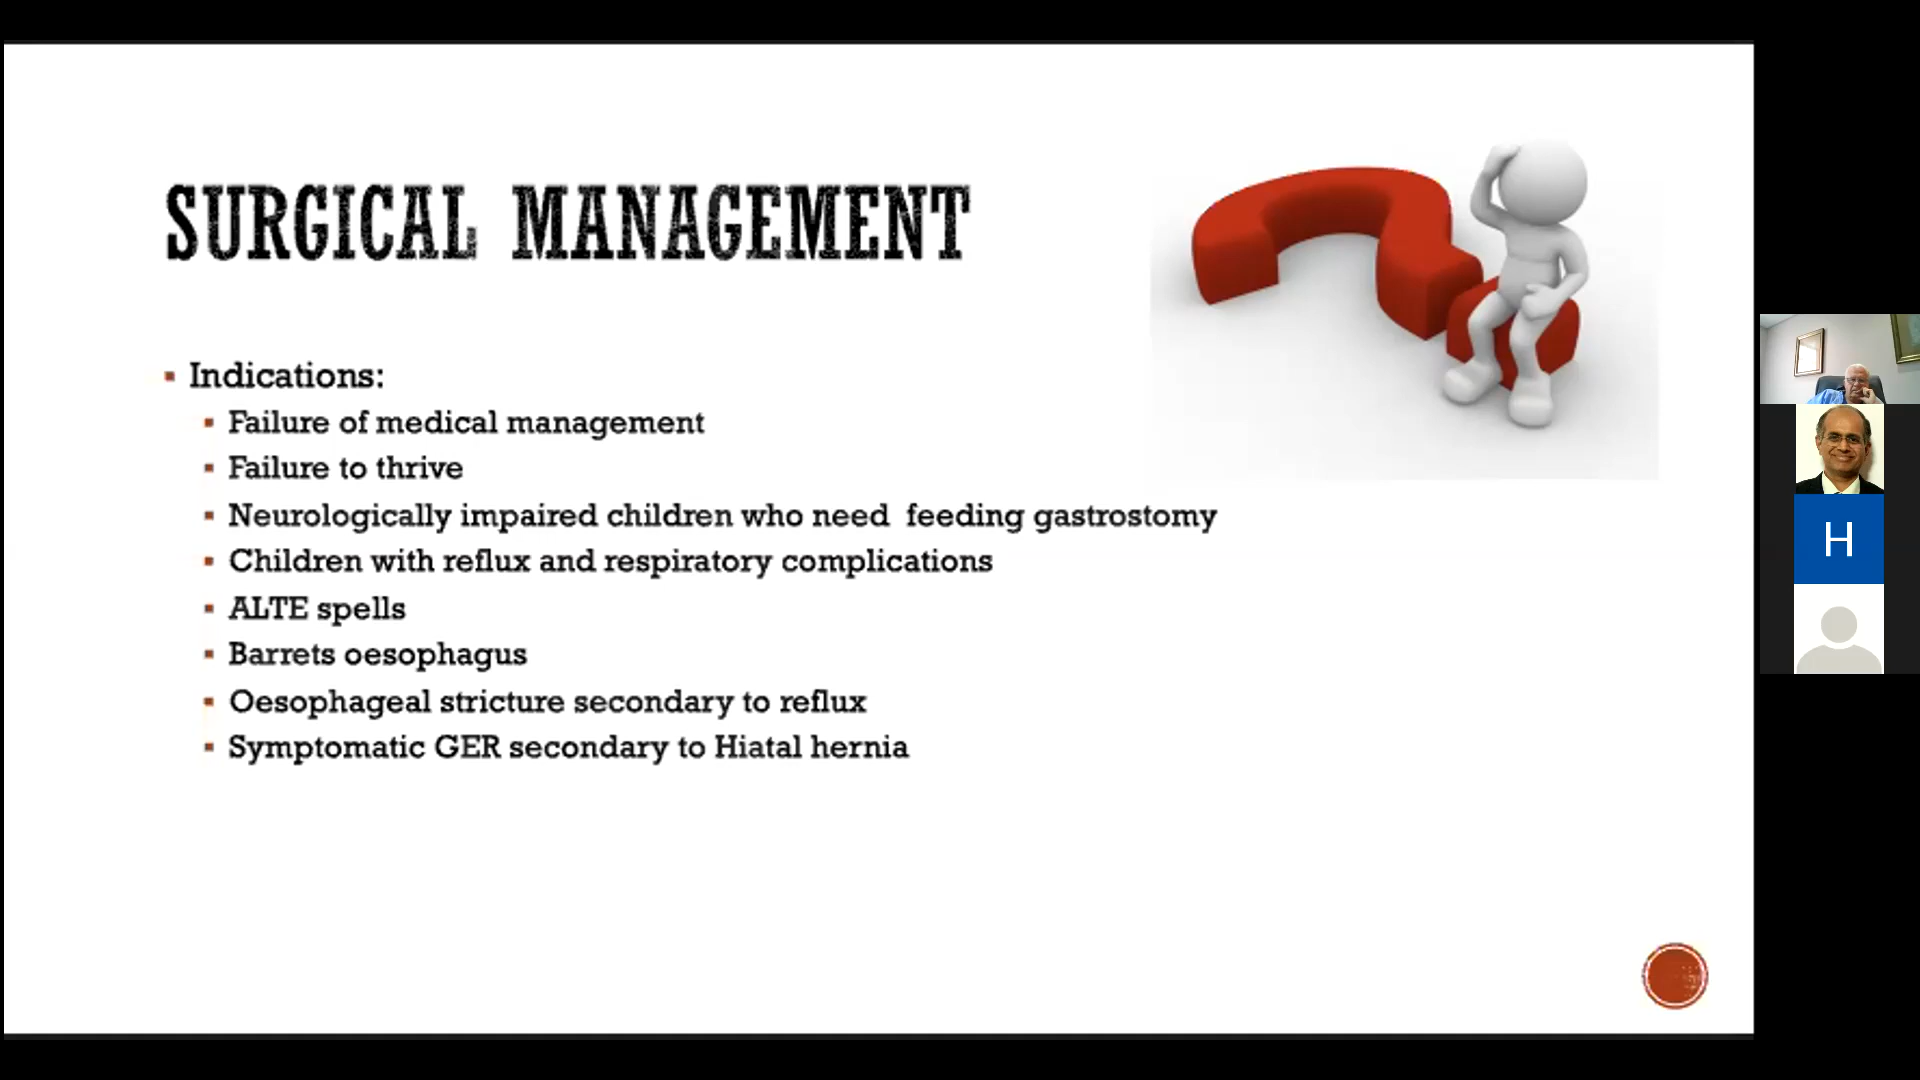 SURGICAL MANAGEMENT
Indications:
Failure of medical management
Failure to thrive
Neurologically impaired children who need feeding gastrostomy
Children with reflux and respiratory complications
ALTE spells
Barrets oesophagus
Oesophageal stricture secondary to reflux
Symptomatic GER secondary to Hiatal hernia
H